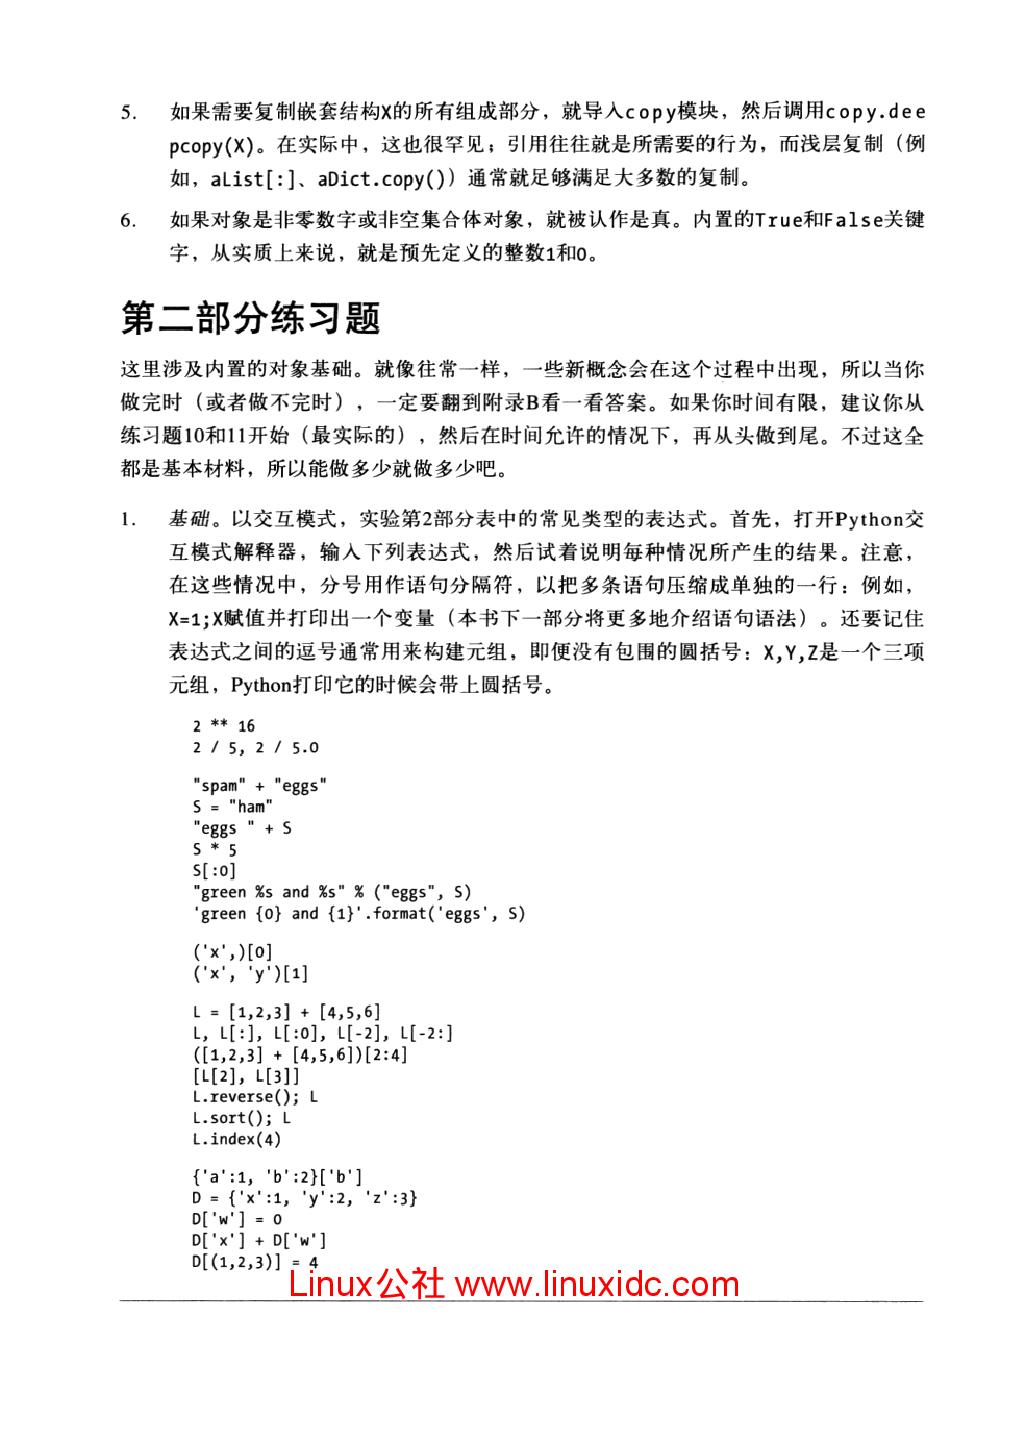 5. 如果需要复制嵌套结构X的所有组成部分，就导入copy模块，然后调用copy.dee
pcopy(X)。在实际中，这也很罕见；引用往往就是所需要的行为，而浅层复制（例
如，aList[:]、aDict.copy()）通常就足够满足大多数的复制。
6. 如果对象是非零数字或非空集合体对象，就被认作是真。内置的True和False关键
字，从实质上来说，就是预先定义的整数1和0。
第二部分练习题
这里涉及内置的对象基础。就像往常一样，一些新概念会在这个过程中出现，所以当你
做完时（或者做不完时），一定要翻到附录B看一看答案。如果你时间有限，建议你从
练习题10和11开始（最实际的），然后在时间允许的情况下，再从头做到尾。不过这全
都是基本材料，所以能做多少就做多少吧。
1. 基础。以交互模式，实验第2部分表中的常见类型的表达式。首先，打开Python交
互模式解释器，输入下列表达式，然后试着说明每种情况所产生的结果。注意，
在这些情况中，分号用作语句分隔符，以把多条语句压缩成单独的一行：例如，
X=1;X赋值并打印出一个变量（本书下一部分将更多地介绍语句语法）。还要记住
表达式之间的逗号通常用来构建元组，即便没有包围的圆括号：X,Y,Z是一个三项
元组，Python打印它的时候会带上圆括号。
2 ** 16
2 / 5, 2 / 5.0
"spam" + "eggs"
S = "ham"
"eggs " + S
S * 5
S[:0]
"green %s and %s" % ("eggs", S)
'green {0} and {1}'.format('eggs', S)
('x',)[0]
('x', 'y')[1]
L = [1,2,3] + [4,5,6]
L, L[:], L[:0], L[-2], L[-2:]
([1,2,3] + [4,5,6])[2:4]
[L[2], L[3]]
L.reverse(); L
L.sort(); L
L.index(4)
{'a':1, 'b':2}['b']
D = {'x':1, 'y':2, 'z':3}
D['w'] = 0
D['x'] + D['w']
D[(1,2,3)] = 4
Linux公社 www.linuxidc.com